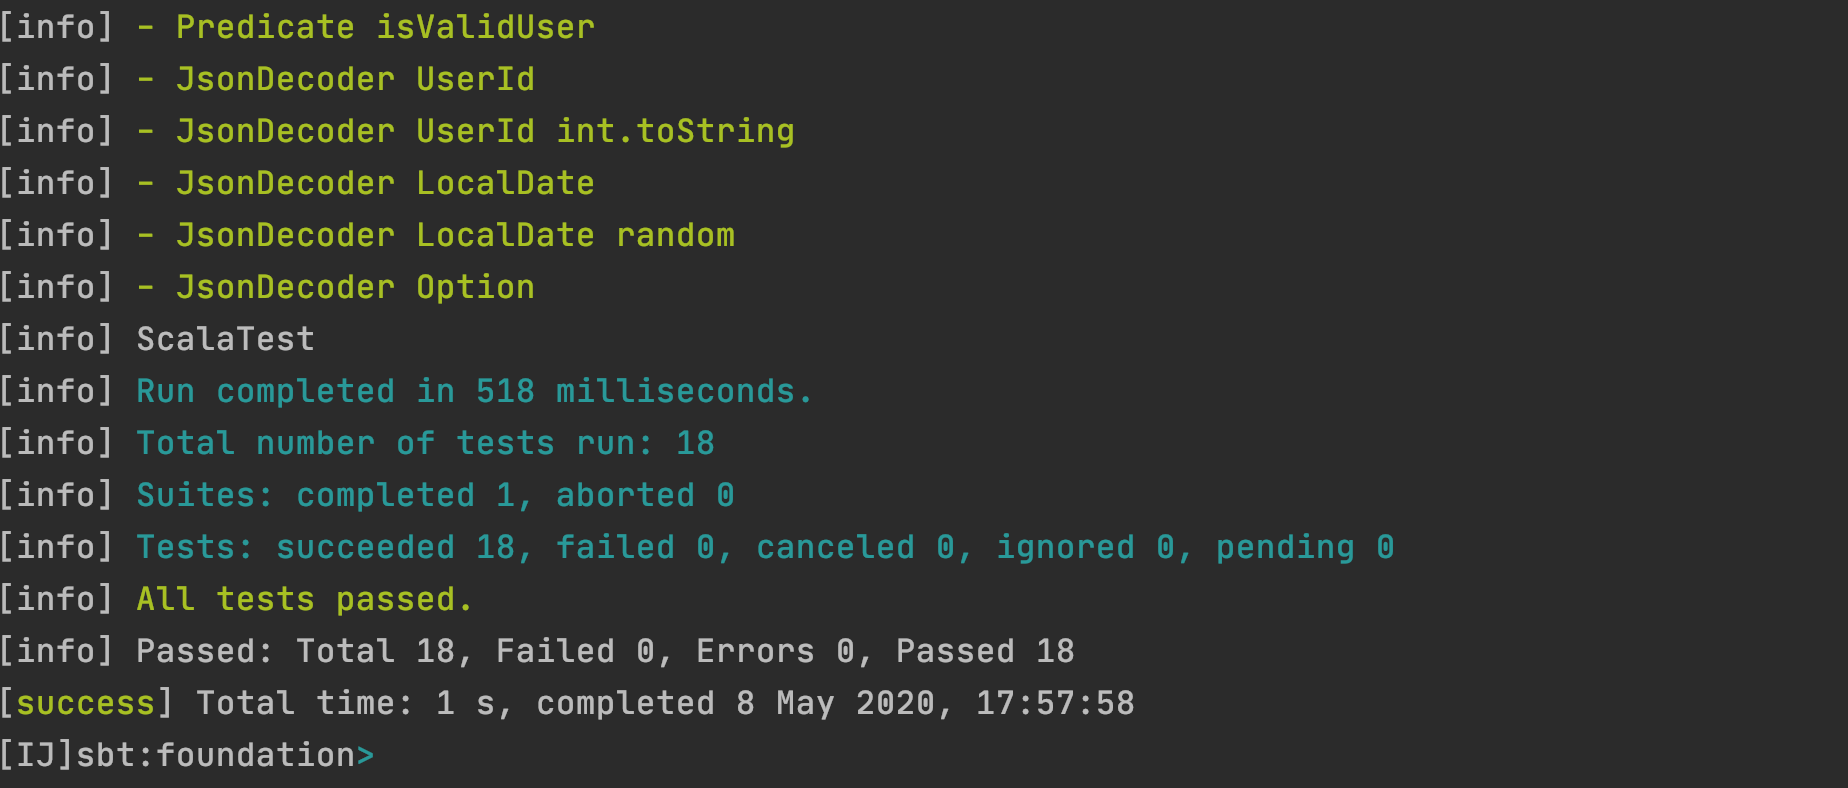 [info] - Predicate isValidUser
[info] - JsonDecoder UserId
[info] - JsonDecoder UserId int.toString
[info] - JsonDecoder LocalDate
[info] - JsonDecoder LocalDate random
[info] - JsonDecoder Option
[info] ScalaTest
[info] Run completed in 518 milliseconds.
[info] Total number of tests run: 18
[info] Suites: completed 1, aborted 0
[info] Tests: succeeded 18, failed 0, canceled 0, ignored 0, pending 0
[info] All tests passed.
[info] Passed: Total 18, Failed 0, Errors 0, Passed 18
[success] Total time: 1 s, completed 8 May 2020, 17:57:58
[IJ]sbt:foundation>